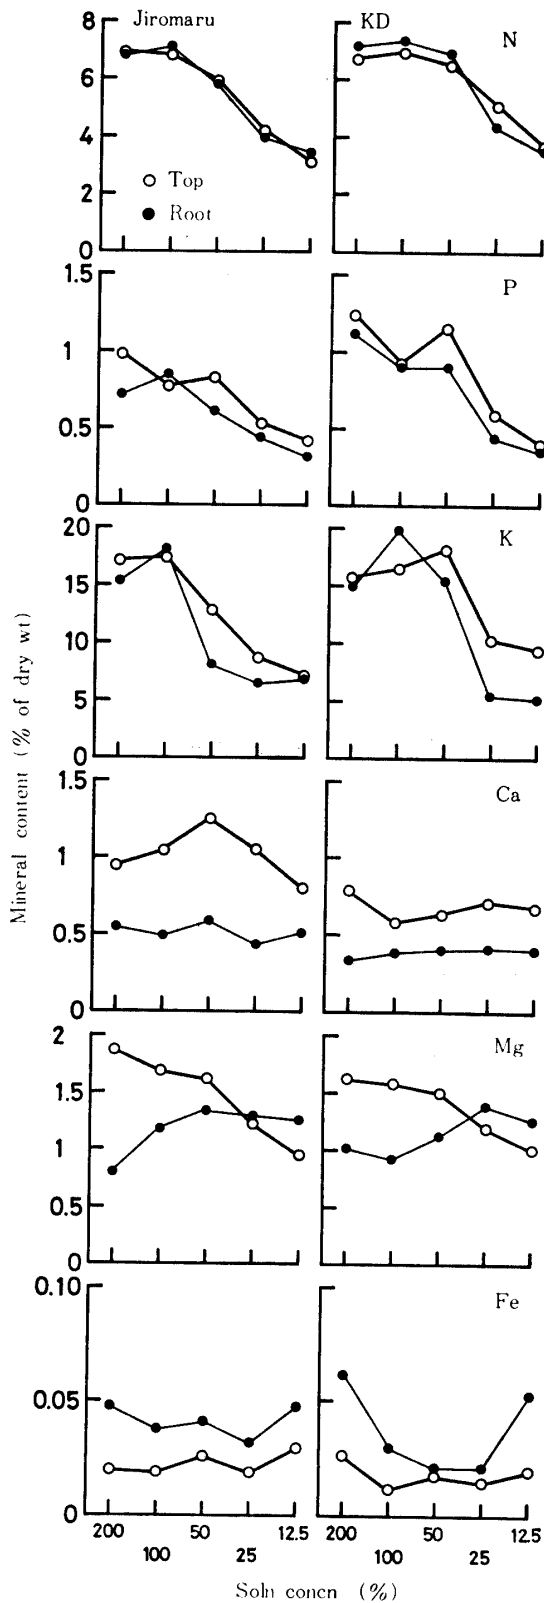 Jiromaru KD N
8
6
4
2
0
○ Top
● Root
P
1.5
1
0.5
0
K
20
15
10
5
0
Ca
1.5
1
0.5
0
Mg
2
1.5
1
0.5
0
Fe
0.10
0.05
0
200 50 12.5 200 50 12.5
100 25 100 25
Soln concn (%)
Mineral content (% of dry wt)